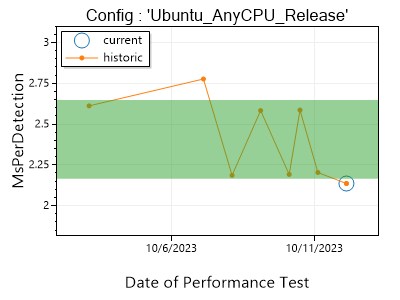 Config : 'Ubuntu_AnyCPU_Release'
current
historic
3
2.75
2.5
2.25
2
MsPerDetection
10/6/2023
10/11/2023
Date of Performance Test